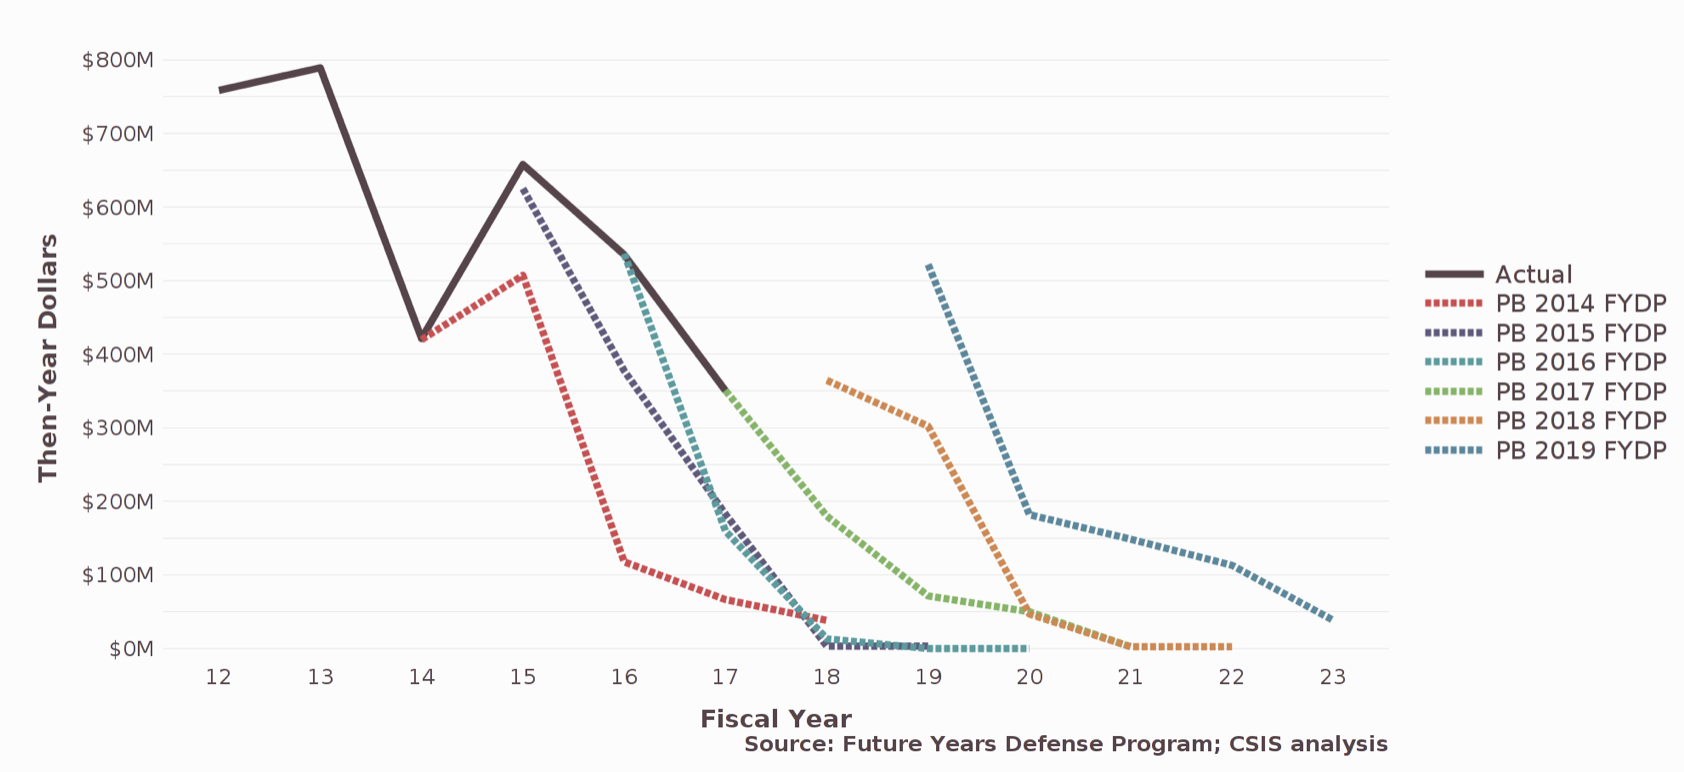 $800M
$700M
$600M
$500M
$400M
$300M
$200M
$100M
$0M
Then-Year Dollars
12 13 14 15 16 17 18 19 20 21 22 23
Fiscal Year
Source: Future Years Defense Program; CSIS analysis
Actual
PB 2014 FYDP
PB 2015 FYDP
PB 2016 FYDP
PB 2017 FYDP
PB 2018 FYDP
PB 2019 FYDP